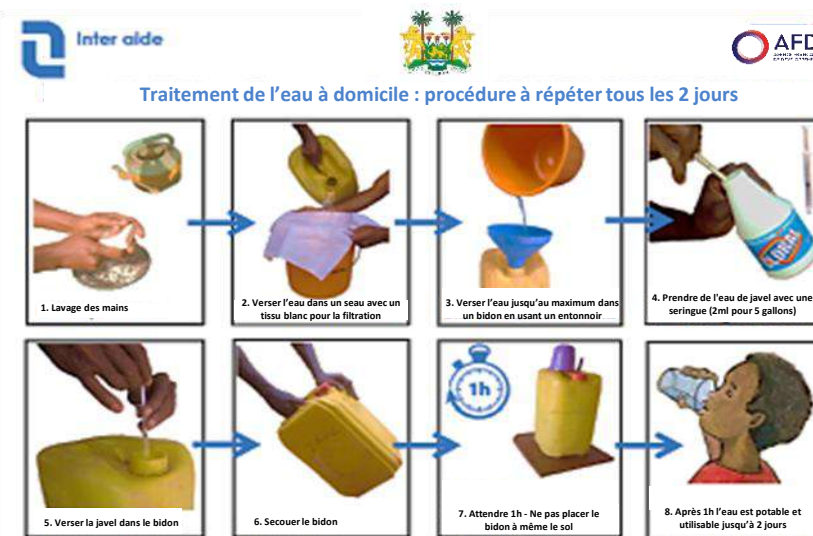 Inter aide
AFD
Traitement de l'eau à domicile : procédure à répéter tous les 2 jours
1. Lavage des mains
2. Verser l'eau dans un seau avec un
tissu blanc pour la filtration
3. Verser l'eau jusqu'au maximum dans
un bidon en usant un entonnoir
4. Prendre de l'eau de javel avec une
seringue (2ml pour 5 gallons)
1h
5. Verser la javel dans le bidon
6. Secouer le bidon
7. Attendre 1h - Ne pas placer le
bidon à même le sol
8. Après 1h l'eau est potable et
utilisable jusqu'à 2 jours